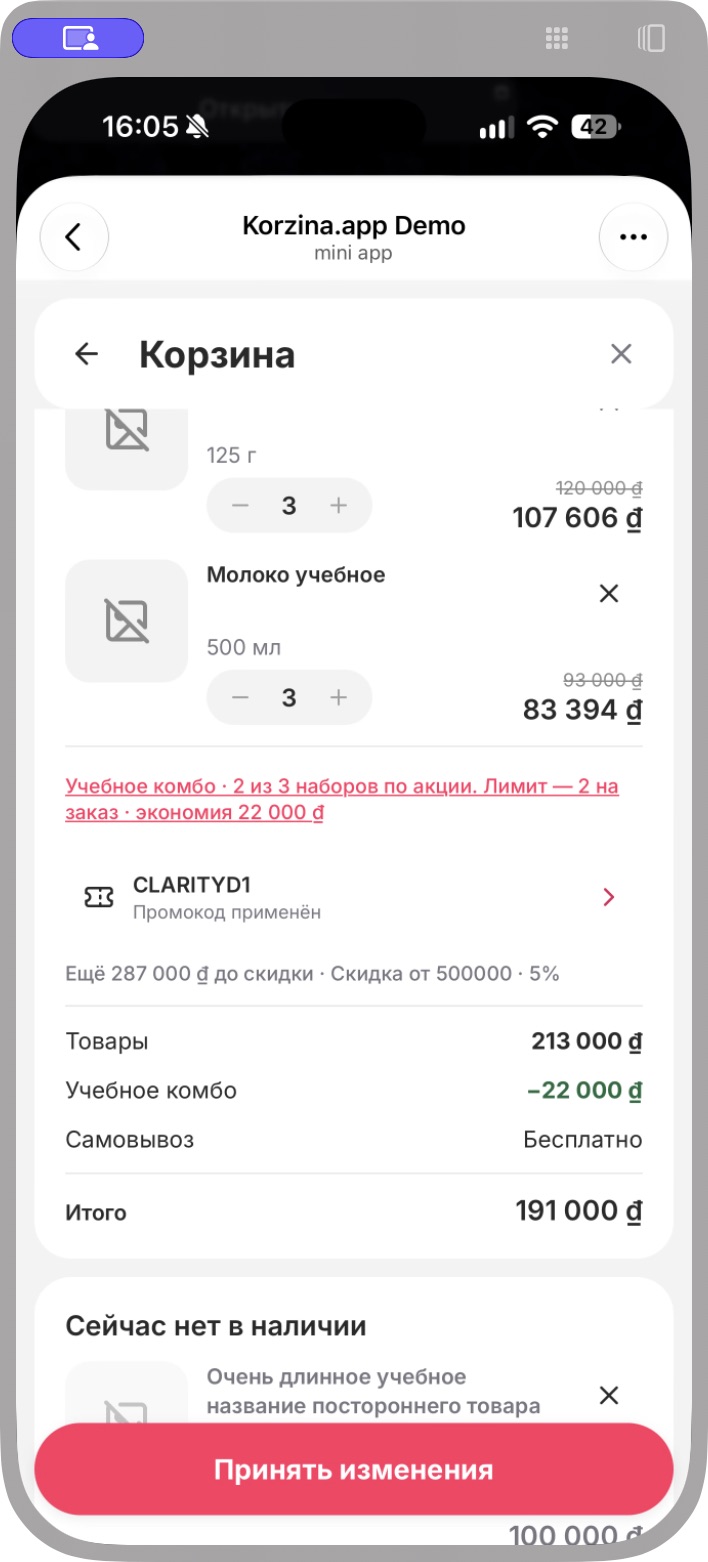 16:05
42
Korzina.app Demo
mini app
Корзина
125 г
120 000 ₫
3
107 606 ₫
Молоко учебное
500 мл
93 000 ₫
3
83 394 ₫
Учебное комбо · 2 из 3 наборов по акции. Лимит — 2 на
заказ · экономия 22 000 ₫
CLARITYD1
Промокод применён
Ещё 287 000 ₫ до скидки · Скидка от 500000 · 5%
Товары 213 000 ₫
Учебное комбо −22 000 ₫
Самовывоз Бесплатно
Итого 191 000 ₫
Сейчас нет в наличии
Очень длинное учебное
название постороннего товара
Принять изменения
100 000 ₫